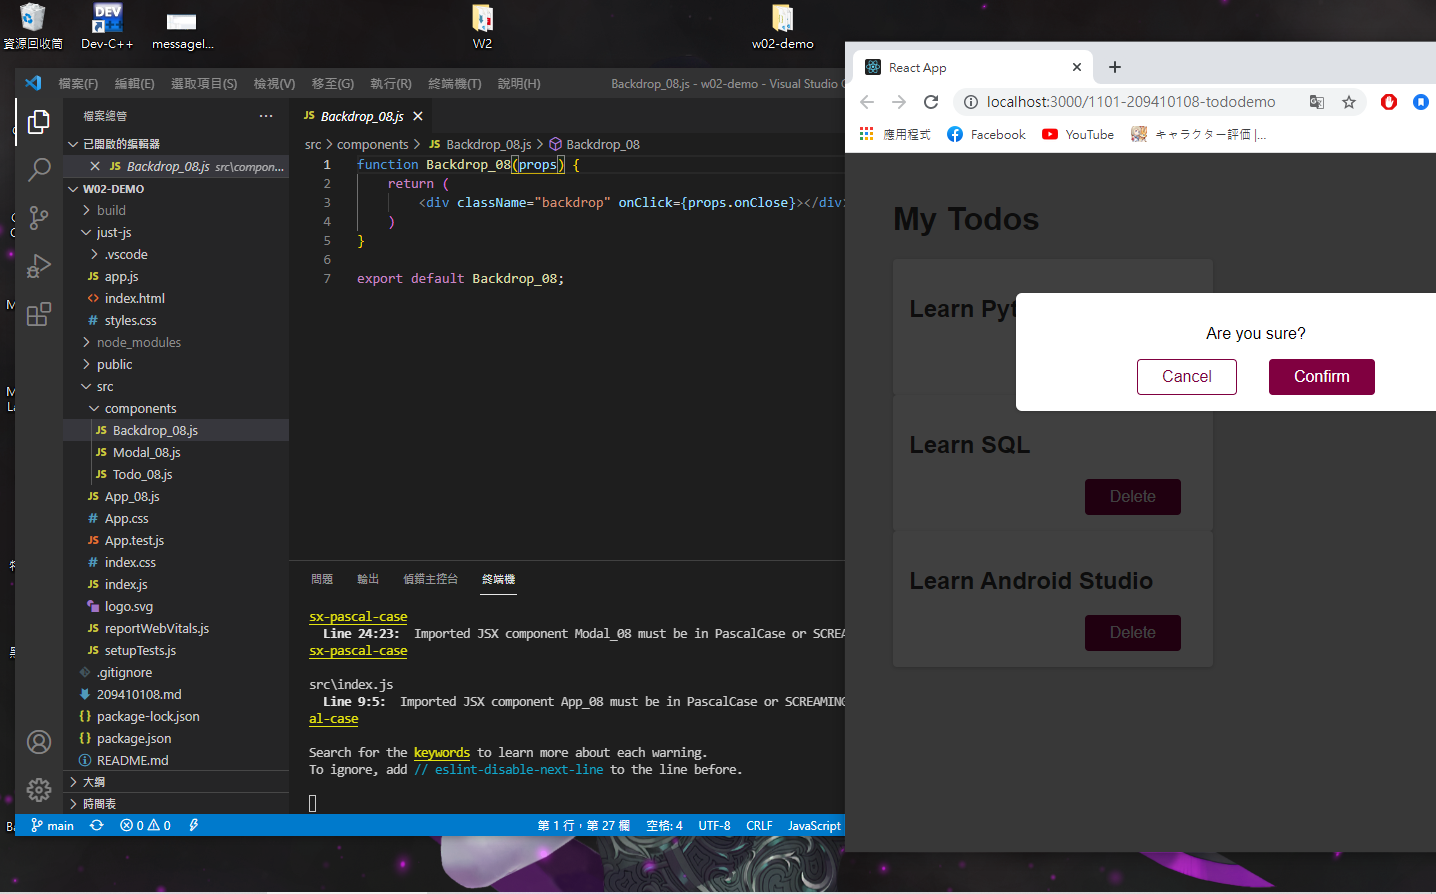 資源回收筒
Dev-C++
messagel...
W2
w02-demo
檔案(F) 編輯(E) 選取項目(S) 檢視(V) 移至(G) 執行(R) 終端機(T) 說明(H)
Backdrop_08.js - w02-demo - Visual Studio
檔案總管
已開啟的編輯器
JS Backdrop_08.js src\compon...
W02-DEMO
build
just-js
.vscode
JS app.js
index.html
# styles.css
node_modules
public
src
components
JS Backdrop_08.js
JS Modal_08.js
JS Todo_08.js
JS App_08.js
# App.css
JS App.test.js
# index.css
JS index.js
logo.svg
JS reportWebVitals.js
JS setupTests.js
.gitignore
209410108.md
{} package-lock.json
{} package.json
README.md
大綱
時間表
JS Backdrop_08.js
src > components > JS Backdrop_08.js > Backdrop_08
1 function Backdrop_08(props) {
2 return (
3 <div className="backdrop" onClick={props.onClose}></div
4 )
5 }
6
7 export default Backdrop_08;
問題 輸出 偵錯主控台 終端機
sx-pascal-case
Line 24:23: Imported JSX component Modal_08 must be in PascalCase or SCREA
sx-pascal-case
src\index.js
Line 9:5: Imported JSX component App_08 must be in PascalCase or SCREAMING
al-case
Search for the keywords to learn more about each warning.
To ignore, add // eslint-disable-next-line to the line before.
main 0 0
第 1 行，第 27 欄 空格: 4 UTF-8 CRLF JavaScript
React App
localhost:3000/1101-209410108-tododemo
應用程式 Facebook YouTube キャラクター評価 |...
My Todos
Learn Pyt
Are you sure?
Cancel Confirm
Learn SQL
Delete
Learn Android Studio
Delete